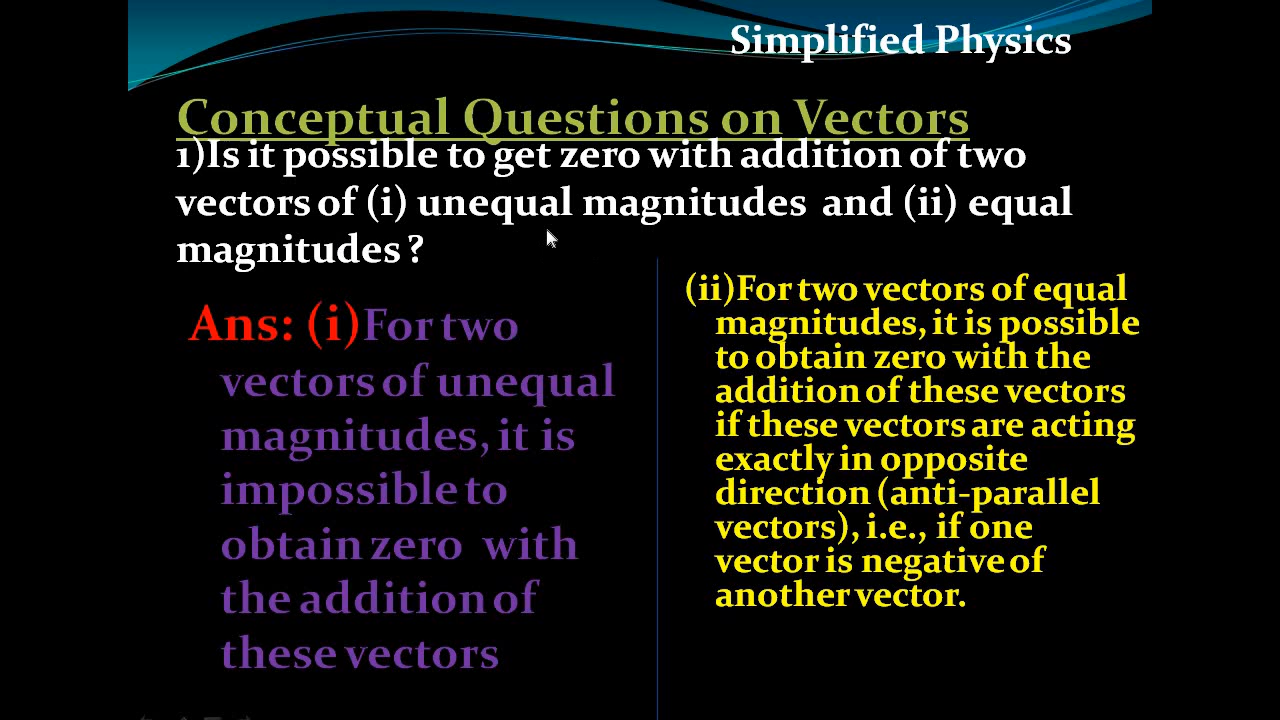 Simplified Physics
Conceptual Questions on Vectors
1)Is it possible to get zero with addition of two
vectors of (i) unequal magnitudes and (ii) equal
magnitudes ?
Ans: (i)For two
vectors of unequal
magnitudes, it is
impossible to
obtain zero with
the addition of
these vectors
(ii)For two vectors of equal
magnitudes, it is possible
to obtain zero with the
addition of these vectors
if these vectors are acting
exactly in opposite
direction (anti-parallel
vectors), i.e., if one
vector is negative of
another vector.